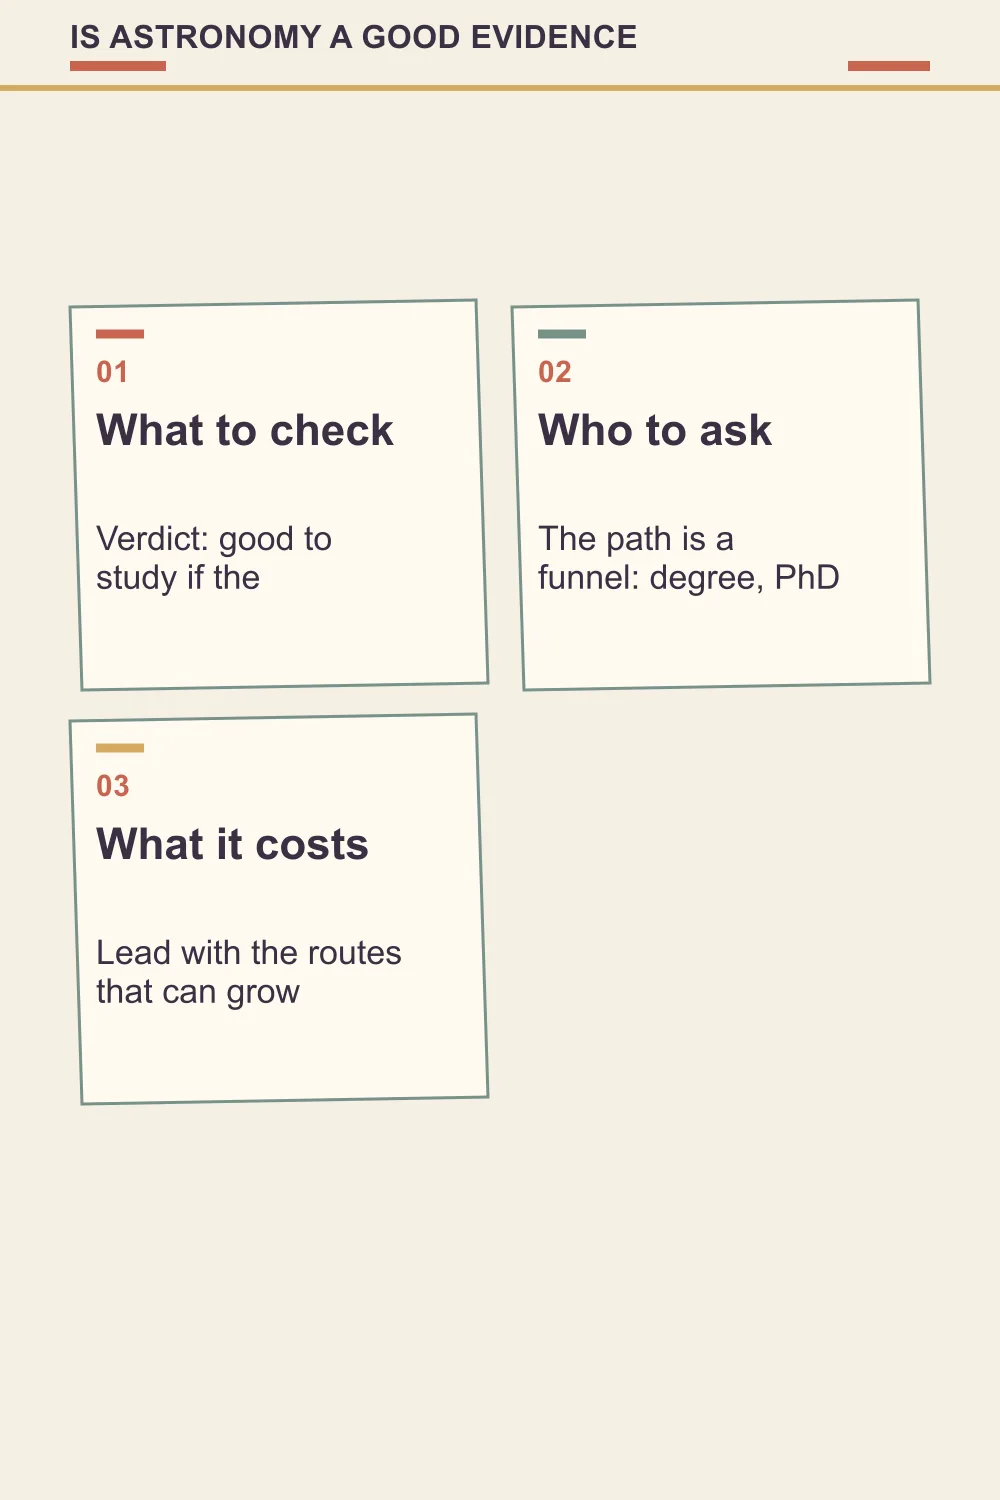 IS ASTRONOMY A GOOD EVIDENCE
01
What to check
Verdict: good to
study if the
02
Who to ask
The path is a
funnel: degree, PhD
03
What it costs
Lead with the routes
that can grow